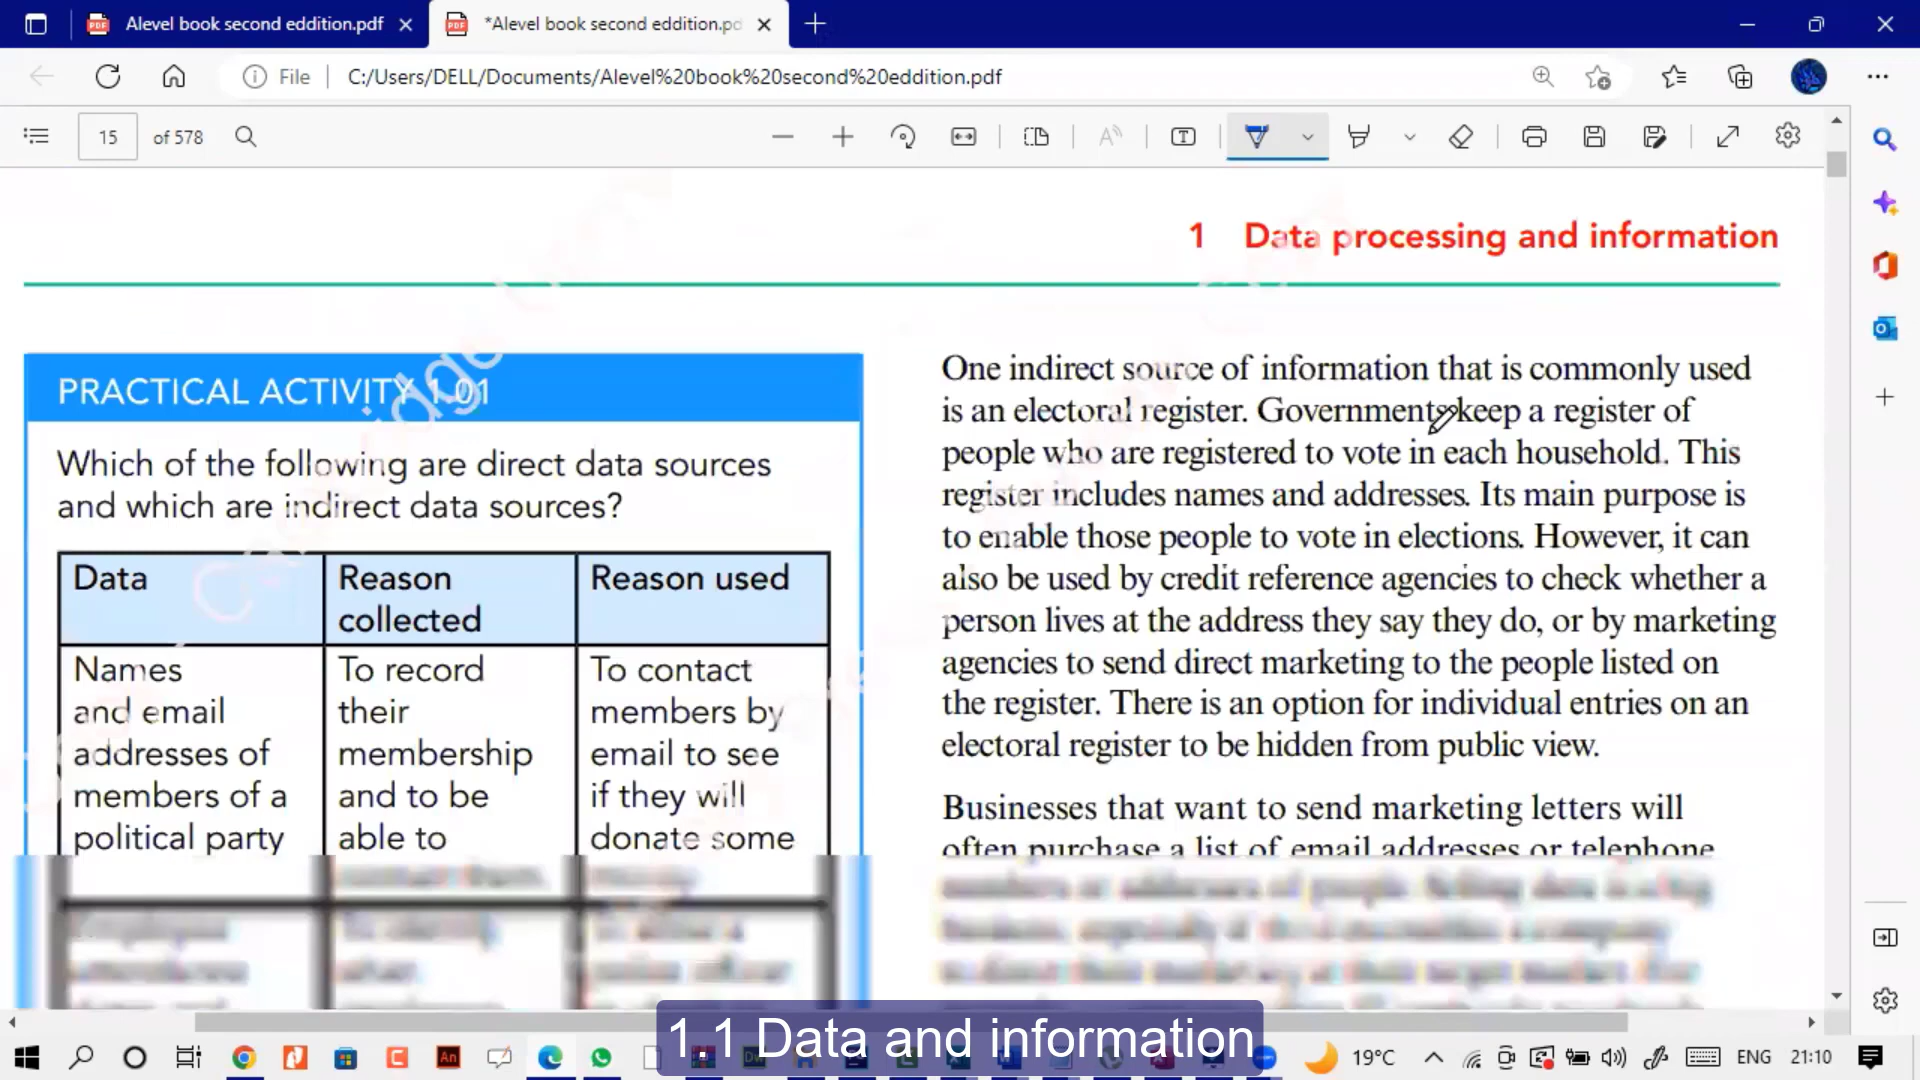 Alevel book second eddition.pdf
*Alevel book second eddition.pd
File
C:/Users/DELL/Documents/Alevel%20book%20second%20eddition.pdf
15 of 578
1 Data processing and information
PRACTICAL ACTIVITY 1.01
Which of the following are direct data sources
and which are indirect data sources?
Data
Reason
collected
Reason used
Names
and email
addresses of
members of a
political party
To record
their
membership
and to be
able to
To contact
members by
email to see
if they will
donate some
One indirect source of information that is commonly used
is an electoral register. Governments keep a register of
people who are registered to vote in each household. This
register includes names and addresses. Its main purpose is
to enable those people to vote in elections. However, it can
also be used by credit reference agencies to check whether a
person lives at the address they say they do, or by marketing
agencies to send direct marketing to the people listed on
the register. There is an option for individual entries on an
electoral register to be hidden from public view.
Businesses that want to send marketing letters will
often purchase a list of email addresses or telephone
1.1 Data and information
19°C
ENG
21:10